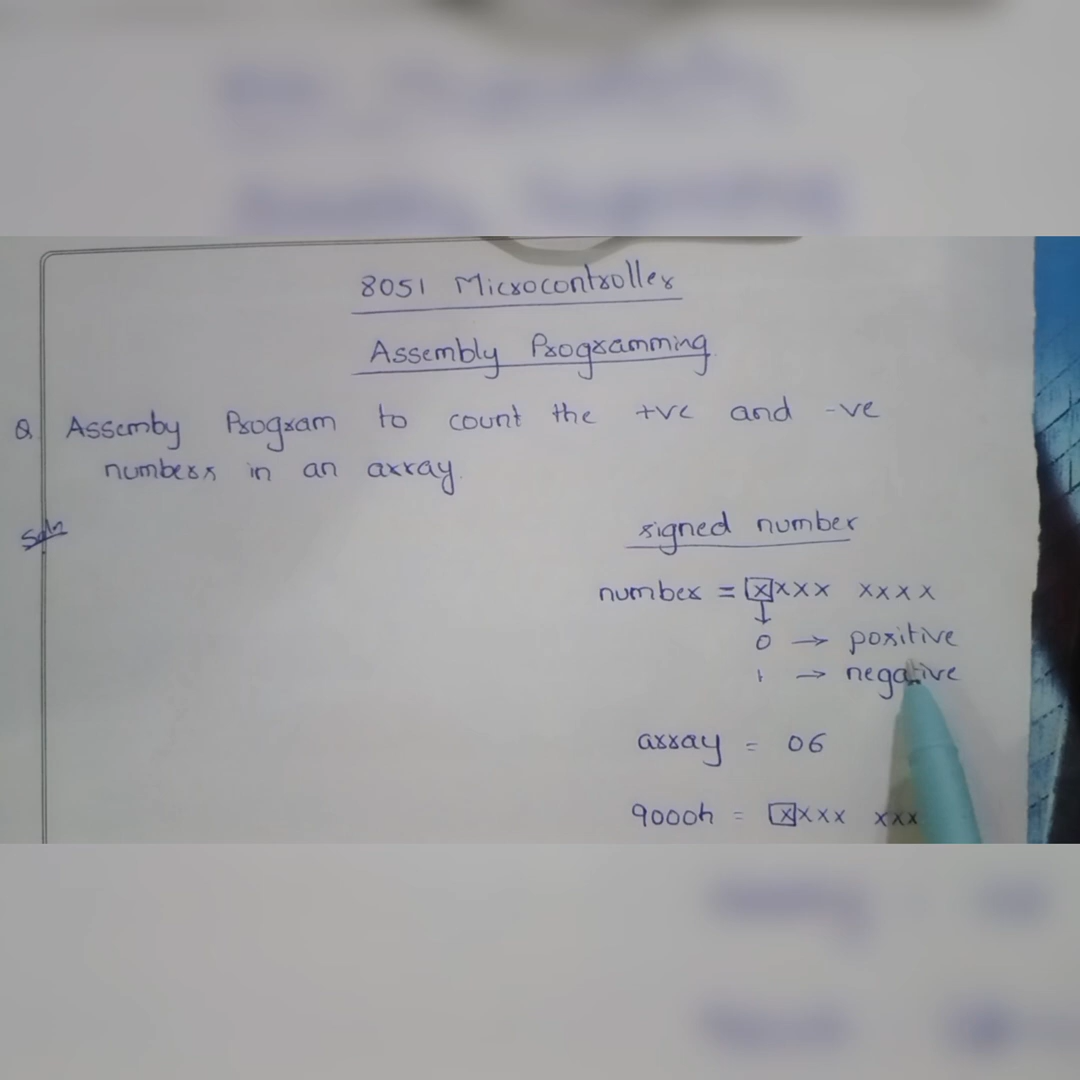 8051 Microcontroller
Assembly Programming
Q. Assemby Program to count the +ve and -ve
numbers in an array.
Soln
signed number
number = xxxx xxxx
0 → positive
1 → negative
array = 06
9000h = xxxx xxx